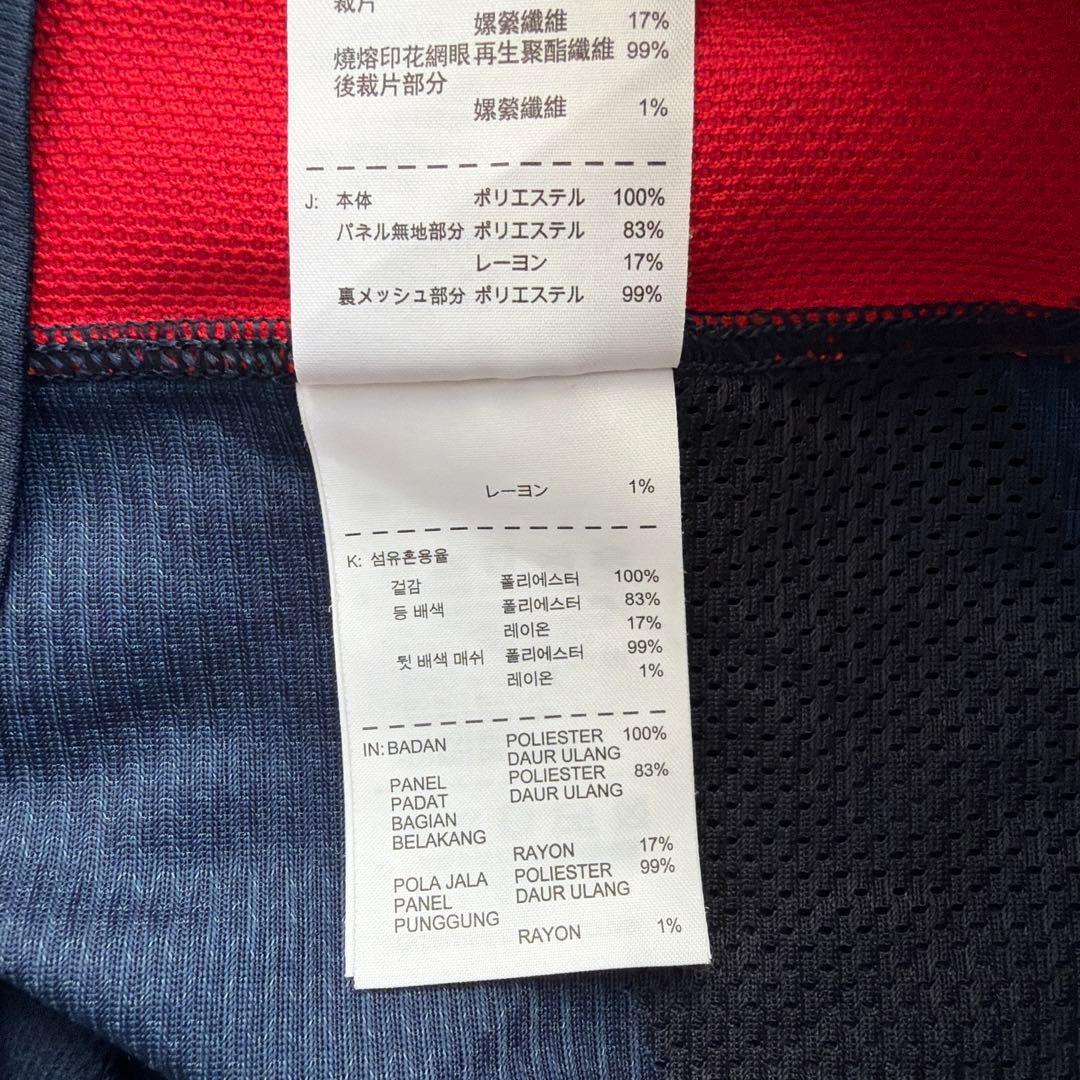 裁片
嫘縈纖維 17%
燒熔印花網眼 再生聚酯纖維 99%
後裁片部分
嫘縈纖維 1%
J: 本体 ポリエステル 100%
パネル無地部分 ポリエステル 83%
レーヨン 17%
裏メッシュ部分 ポリエステル 99%
レーヨン 1%
K: 섬유혼용율
겉감 폴리에스터 100%
등 배색 폴리에스터 83%
레이온 17%
뒷 배색 매쉬 폴리에스터 99%
레이온 1%
IN: BADAN POLIESTER 100%
DAUR ULANG
PANEL POLIESTER 83%
PADAT DAUR ULANG
BAGIAN
BELAKANG
RAYON 17%
POLA JALA POLIESTER 99%
PANEL DAUR ULANG
PUNGGUNG
RAYON 1%